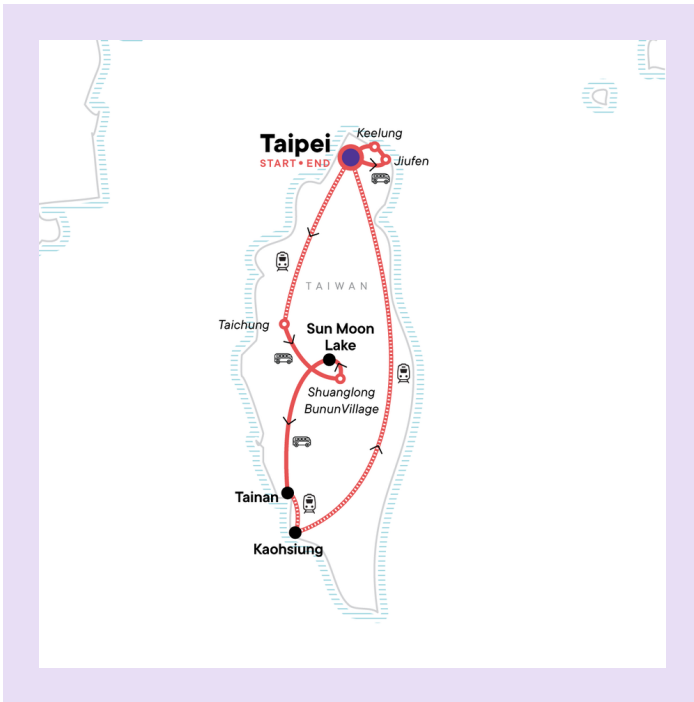 Keelung
Taipei
START • END
Jiufen
TAIWAN
Taichung
Sun Moon
Lake
Shuanglong
BununVillage
Tainan
Kaohsiung